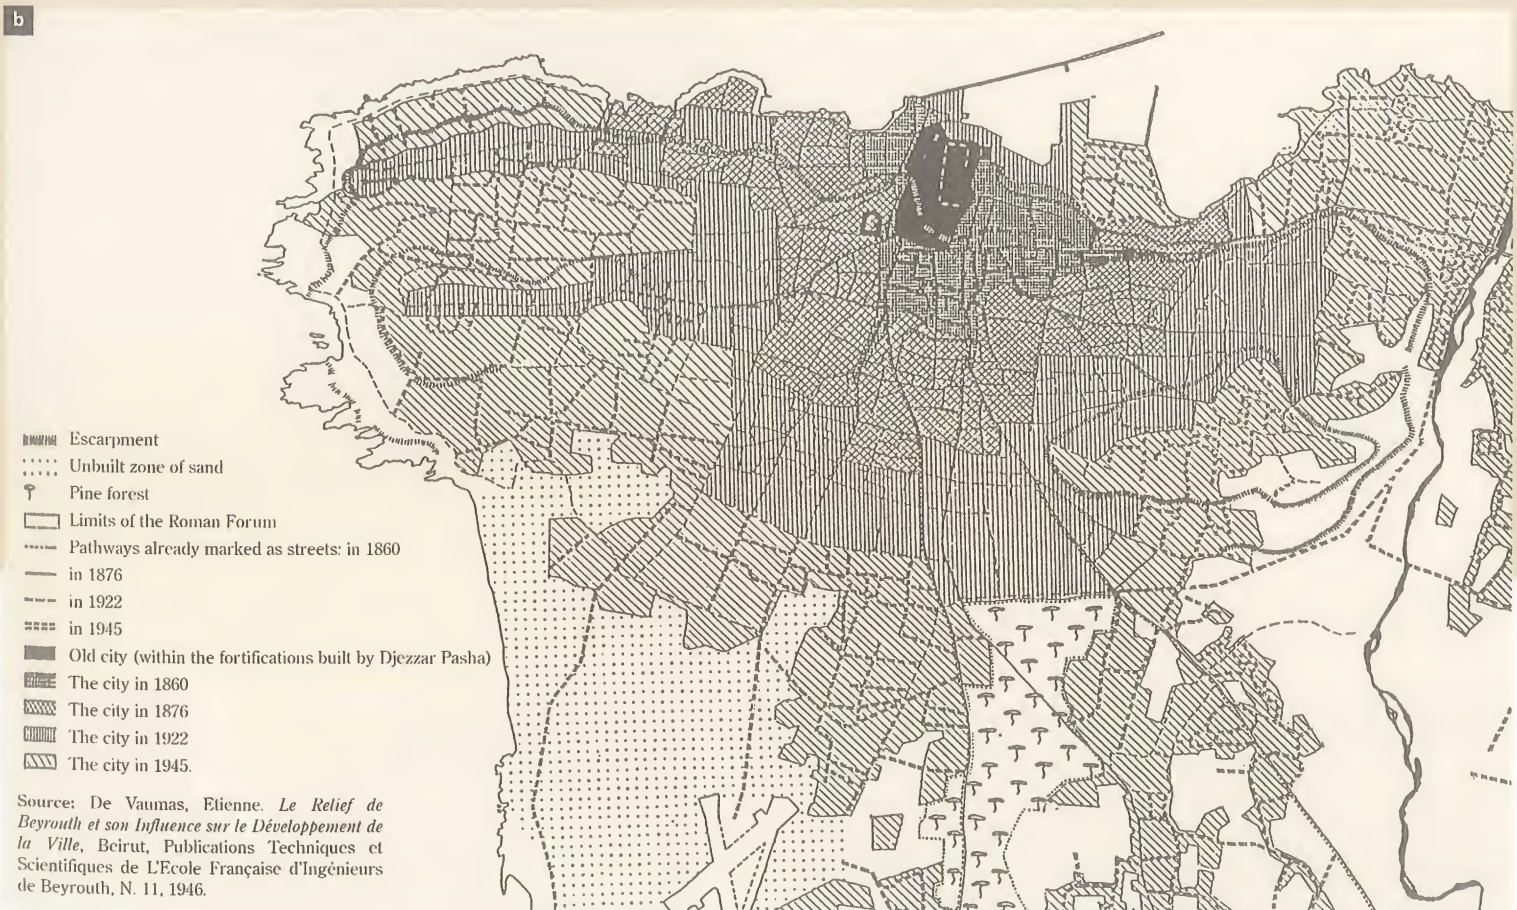 b
Escarpment
Unbuilt zone of sand
Pine forest
Limits of the Roman Forum
Pathways already marked as streets: in 1860
in 1876
in 1922
in 1945
Old city (within the fortifications built by Djezzar Pasha)
The city in 1860
The city in 1876
The city in 1922
The city in 1945.
Source: De Vaumas, Etienne. Le Relief de
Beyrouth et son Influence sur le Développement de
la Ville, Beirut, Publications Techniques et
Scientifiques de L'Ecole Française d'Ingénieurs
de Beyrouth, N. 11, 1946.